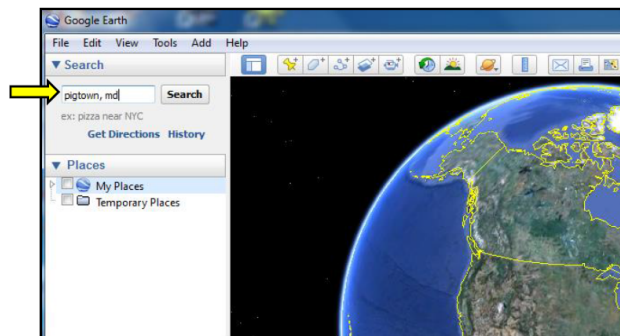 Google Earth
File Edit View Tools Add Help
Search
pigtown, md
Search
ex: pizza near NYC
Get Directions History
Places
My Places
Temporary Places